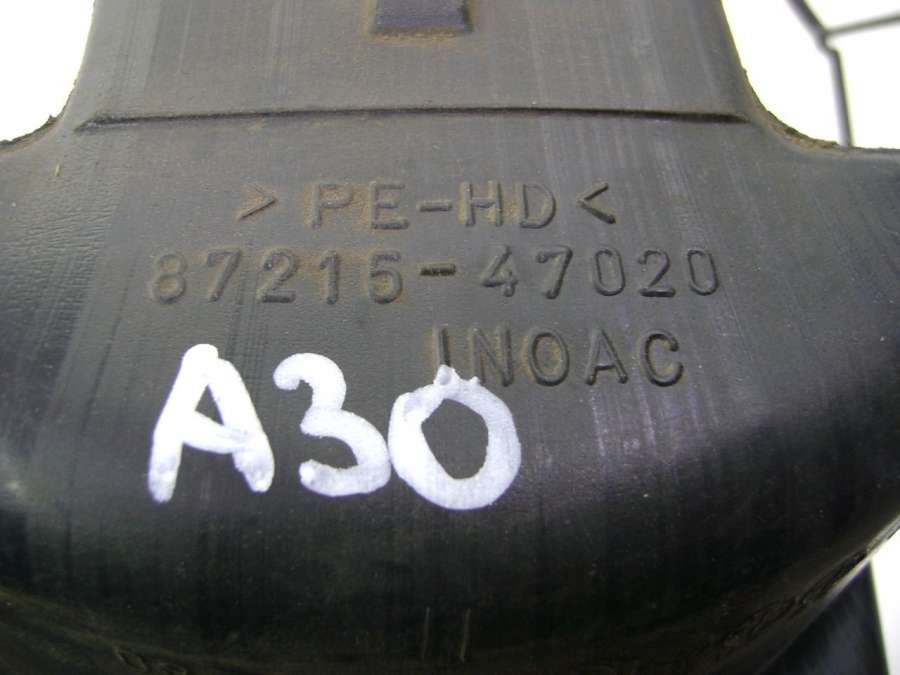 >PE-HD<
87215-47020
INOAC
A30